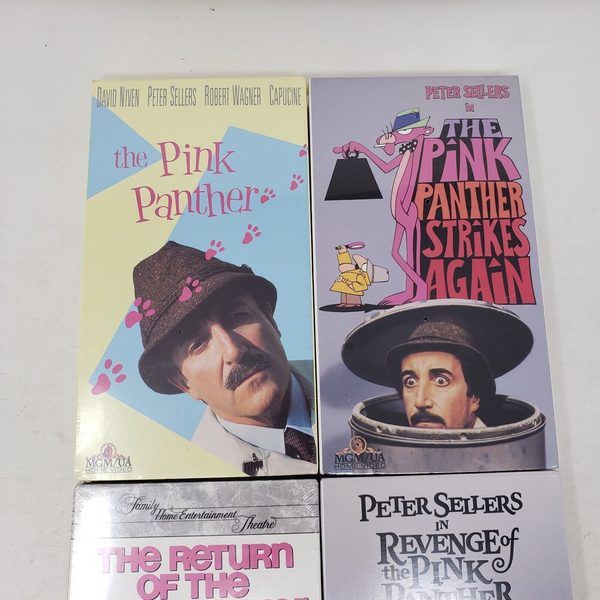 DAVID NIVEN PETER SELLERS ROBERT WAGNER CAPUCINE
the Pink
Panther
MGM/UA
HOME VIDEO
PETER SELLERS
in
THE
PINK
PANTHER
STRIKES
AGAIN
MGM/UA
HOME VIDEO
Family
Home Entertainment
Theatre
THE RETURN
OF THE
PETER SELLERS
IN
REVENGE of
the PINK
PANTHER